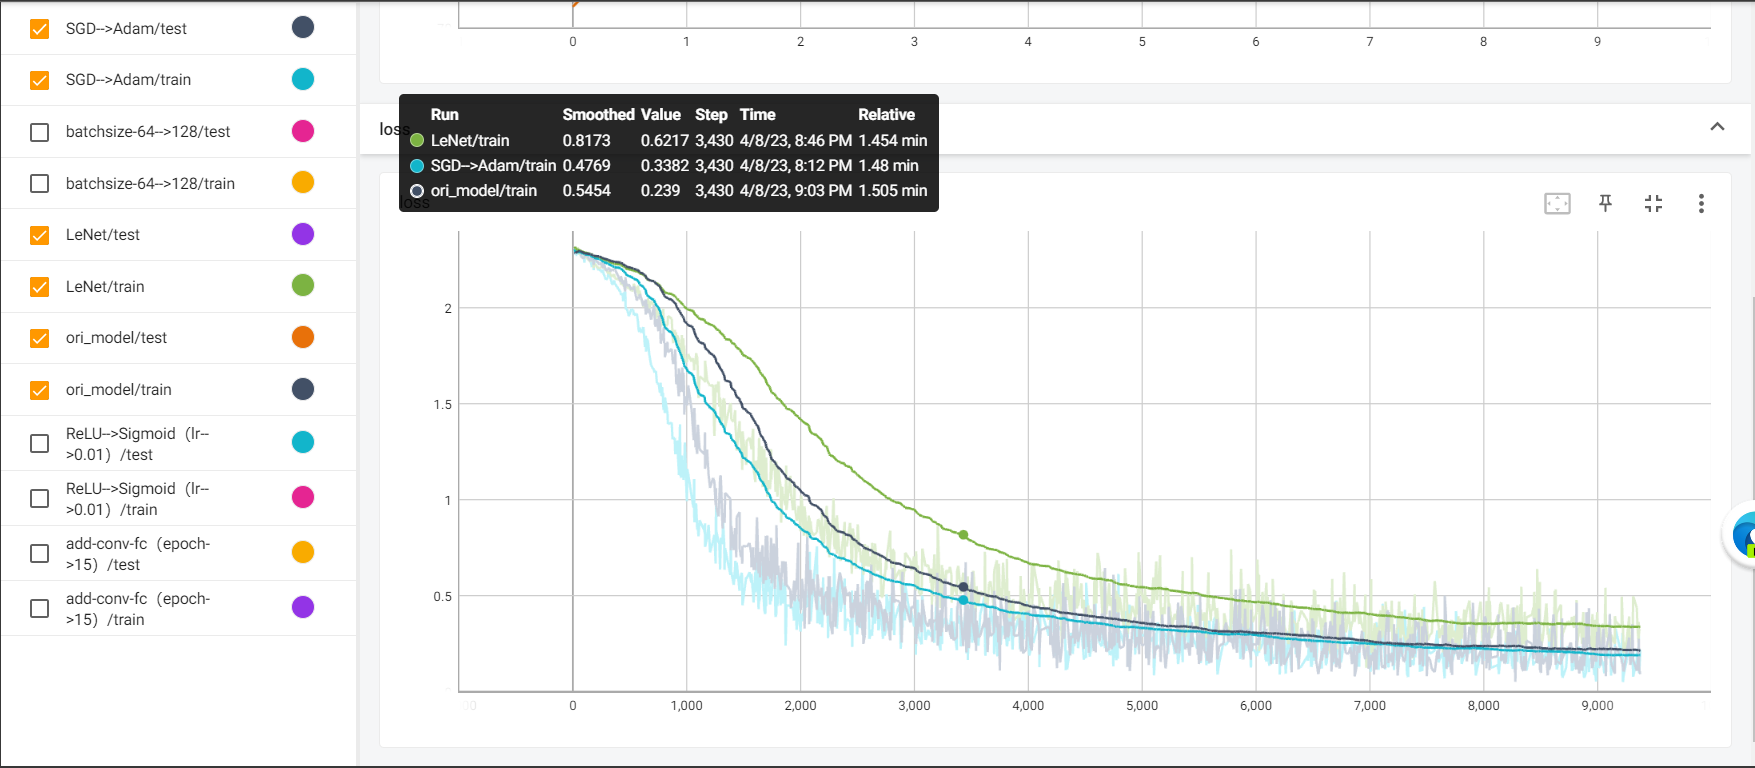 SGD-->Adam/test
SGD-->Adam/train
batchsize-64-->128/test
batchsize-64-->128/train
LeNet/test
LeNet/train
ori_model/test
ori_model/train
ReLU-->Sigmoid (lr--
>0.01) /test
ReLU-->Sigmoid (lr--
>0.01) /train
add-conv-fc (epoch-
>15) /test
add-conv-fc (epoch-
>15) /train
0 1 2 3 4 5 6 7 8 9
loss
Run Smoothed Value Step Time Relative
LeNet/train 0.8173 0.6217 3,430 4/8/23, 8:46 PM 1.454 min
SGD-->Adam/train 0.4769 0.3382 3,430 4/8/23, 8:12 PM 1.48 min
ori_model/train 0.5454 0.239 3,430 4/8/23, 9:03 PM 1.505 min
loss
2
1.5
1
0.5
0 1,000 2,000 3,000 4,000 5,000 6,000 7,000 8,000 9,000